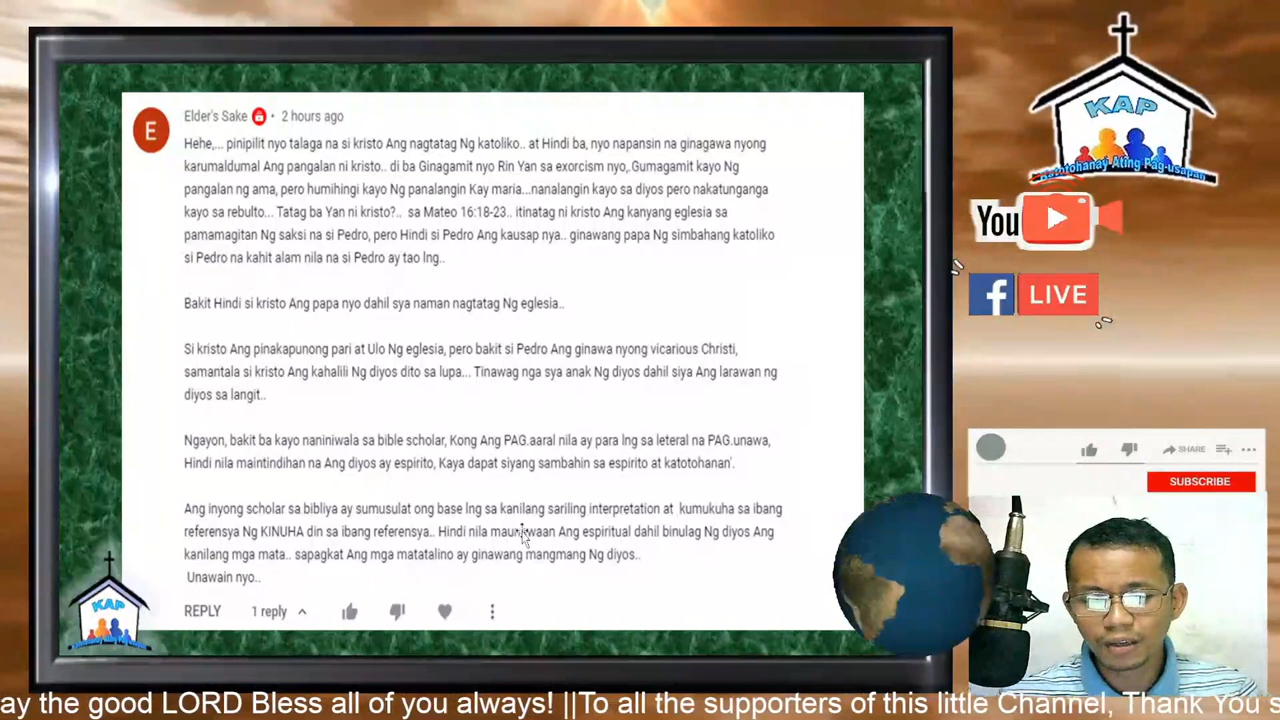 Elder's Sake • 2 hours ago
E
Hehe,... pinipilit nyo talaga na si kristo Ang nagtatag Ng katoliko.. at Hindi ba, nyo napansin na ginagawa nyong
karumaldumal Ang pangalan ni kristo.. di ba Ginagamit nyo Rin Yan sa exorcism nyo,.Gumagamit kayo Ng
pangalan ng ama, pero humihingi kayo Ng panalangin Kay maria...nanalangin kayo sa diyos pero nakatunganga
kayo sa rebulto... Tatag ba Yan ni kristo?.. sa Mateo 16:18-23.. itinatag ni kristo Ang kanyang eglesia sa
pamamagitan Ng saksi na si Pedro, pero Hindi si Pedro Ang kausap nya.. ginawang papa Ng simbahang katoliko
si Pedro na kahit alam nila na si Pedro ay tao lng..
Bakit Hindi si kristo Ang papa nyo dahil sya naman nagtatag Ng eglesia..
Si kristo Ang pinakapunong pari at Ulo Ng eglesia, pero bakit si Pedro Ang ginawa nyong vicarious Christi,
samantala si kristo Ang kahalili Ng diyos dito sa lupa... Tinawag nga sya anak Ng diyos dahil siya Ang larawan ng
diyos sa langit..
Ngayon, bakit ba kayo naniniwala sa bible scholar, Kong Ang PAG.aaral nila ay para lng sa leteral na PAG.unawa,
Hindi nila maintindihan na Ang diyos ay espirito, Kaya dapat siyang sambahin sa espirito at katotohanan'.
Ang inyong scholar sa bibliya ay sumusulat ong base lng sa kanilang sariling interpretation at kumukuha sa ibang
referensya Ng KINUHA din sa ibang referensya.. Hindi nila maunawaan Ang espiritual dahil binulag Ng diyos Ang
kanilang mga mata.. sapagkat Ang mga matatalino ay ginawang mangmang Ng diyos..
Unawain nyo..
REPLY 1 reply
KAP
KAP
Katotohanay Ating Pag-usapan
You
f LIVE
SHARE
SUBSCRIBE
ay the good LORD Bless all of you always! ||To all the supporters of this little Channel, Thank You s